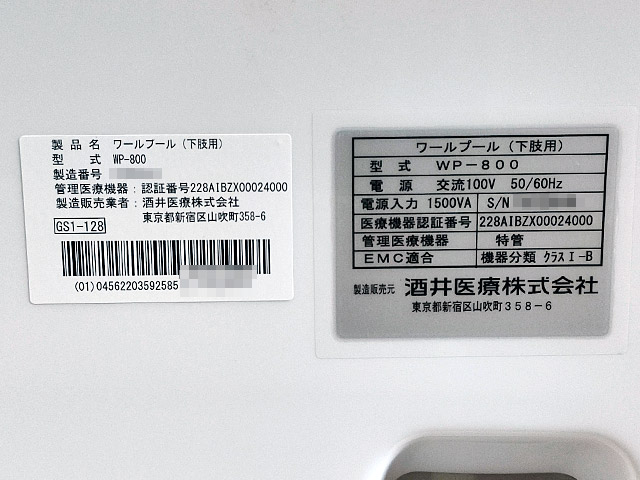 製品名 ワールプール（下肢用）
型式 WP-800
製造番号
管理医療機器：認証番号228AIBZX00024000
製造販売業者：酒井医療株式会社
東京都新宿区山吹町358-6
GS1-128
(01)04562203592585
ワールプール（下肢用）
型式 WP-800
電源 交流100V 50/60Hz
電源入力 1500VA S/N
医療機器認証番号 228AIBZX00024000
管理医療機器 特管
EMC適合 機器分類 クラスⅠ-B
製造販売元 酒井医療株式会社
東京都新宿区山吹町358-6